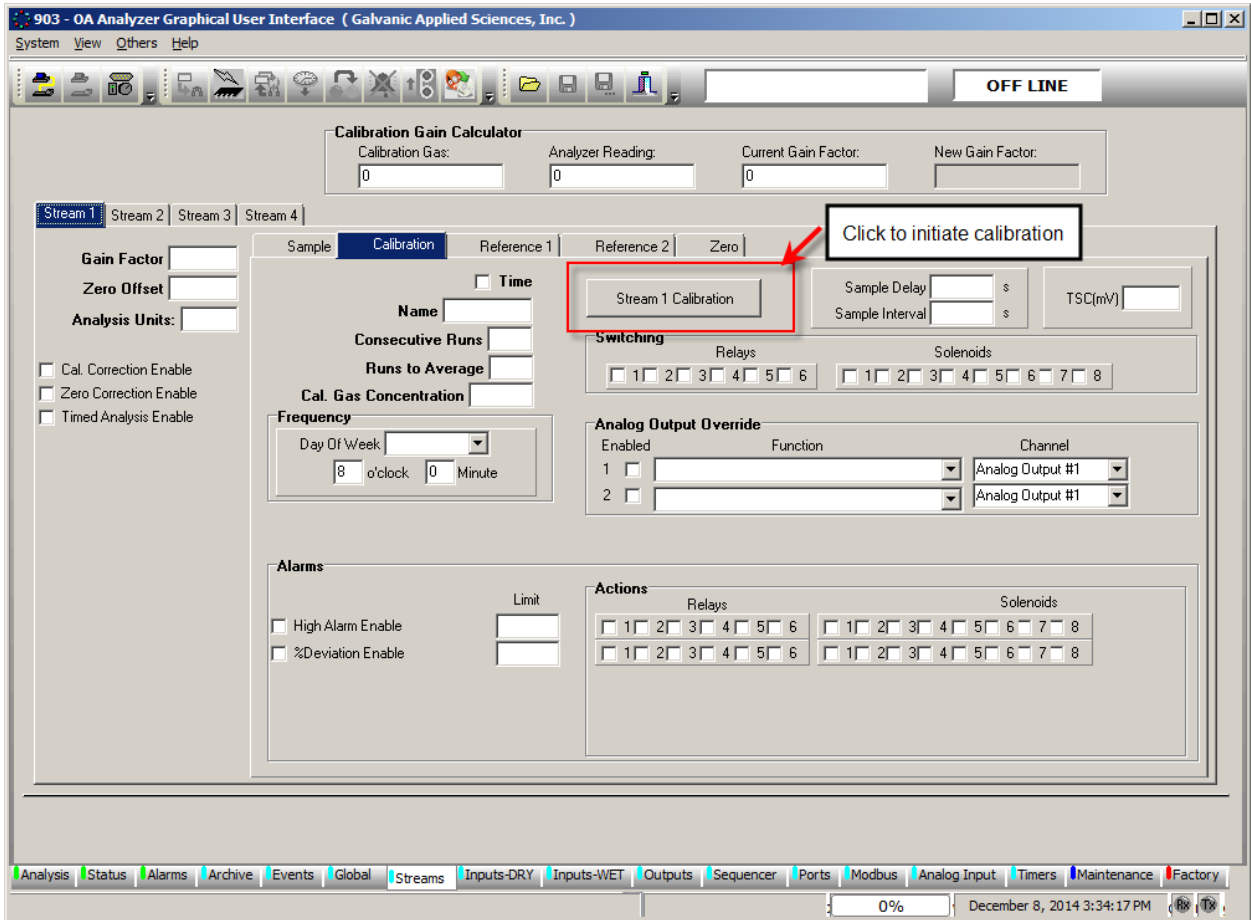 903 - OA Analyzer Graphical User Interface ( Galvanic Applied Sciences, Inc. )
System View Others Help
OFF LINE
Calibration Gain Calculator
Calibration Gas: Analyzer Reading: Current Gain Factor: New Gain Factor:
0 0 0
Stream 1 Stream 2 Stream 3 Stream 4
Click to initiate calibration
Sample Calibration Reference 1 Reference 2 Zero
Gain Factor
Zero Offset
Analysis Units:
Cal. Correction Enable
Zero Correction Enable
Timed Analysis Enable
Time
Name
Consecutive Runs
Runs to Average
Cal. Gas Concentration
Frequency
Day Of Week
8 o'clock 0 Minute
Stream 1 Calibration
Sample Delay s
Sample Interval s
TSC(mV)
Switching
Relays Solenoids
1 2 3 4 5 6 1 2 3 4 5 6 7 8
Analog Output Override
Enabled Function Channel
1 Analog Output #1
2 Analog Output #1
Alarms
Limit
High Alarm Enable
%Deviation Enable
Actions
Relays Solenoids
1 2 3 4 5 6 1 2 3 4 5 6 7 8
1 2 3 4 5 6 1 2 3 4 5 6 7 8
Analysis Status Alarms Archive Events Global Streams Inputs-DRY Inputs-WET Outputs Sequencer Ports Modbus Analog Input Timers Maintenance Factory
0% December 8, 2014 3:34:17 PM Rx Tx